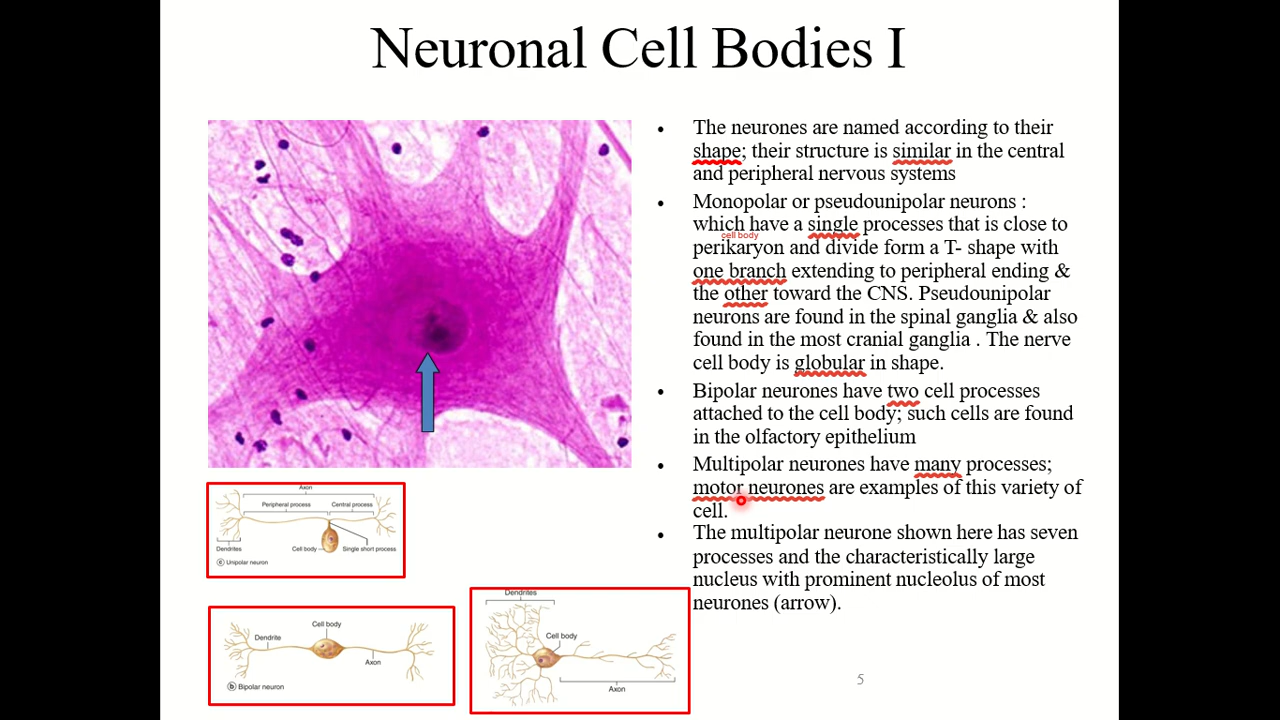 Neuronal Cell Bodies I
• The neurones are named according to their
shape; their structure is similar in the central
and peripheral nervous systems
• Monopolar or pseudounipolar neurons :
which have a single processes that is close to
cell body
perikaryon and divide form a T- shape with
one branch extending to peripheral ending &
the other toward the CNS. Pseudounipolar
neurons are found in the spinal ganglia & also
found in the most cranial ganglia . The nerve
cell body is globular in shape.
• Bipolar neurones have two cell processes
attached to the cell body; such cells are found
in the olfactory epithelium
• Multipolar neurones have many processes;
motor neurones are examples of this variety of
cell.
• The multipolar neurone shown here has seven
processes and the characteristically large
nucleus with prominent nucleolus of most
neurones (arrow).
Axon
Peripheral process Central process
Dendrites Cell body Single short process
c Unipolar neuron
Cell body
Dendrite
Axon
b Bipolar neuron
Dendrites
Cell body
Axon
5